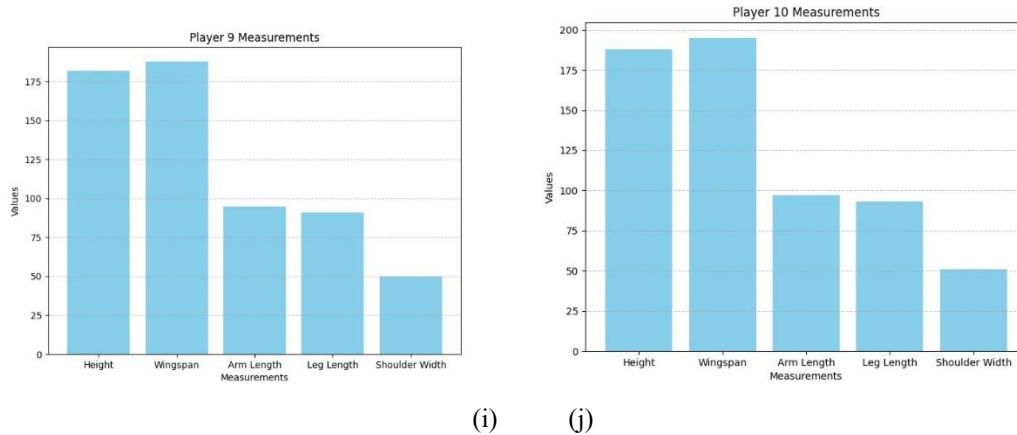 Player 9 Measurements
Values
175
150
125
100
75
50
25
0
Height Wingspan Arm Length Leg Length Shoulder Width
Measurements
Player 10 Measurements
Values
200
175
150
125
100
75
50
25
0
Height Wingspan Arm Length Leg Length Shoulder Width
Measurements
(i) (j)